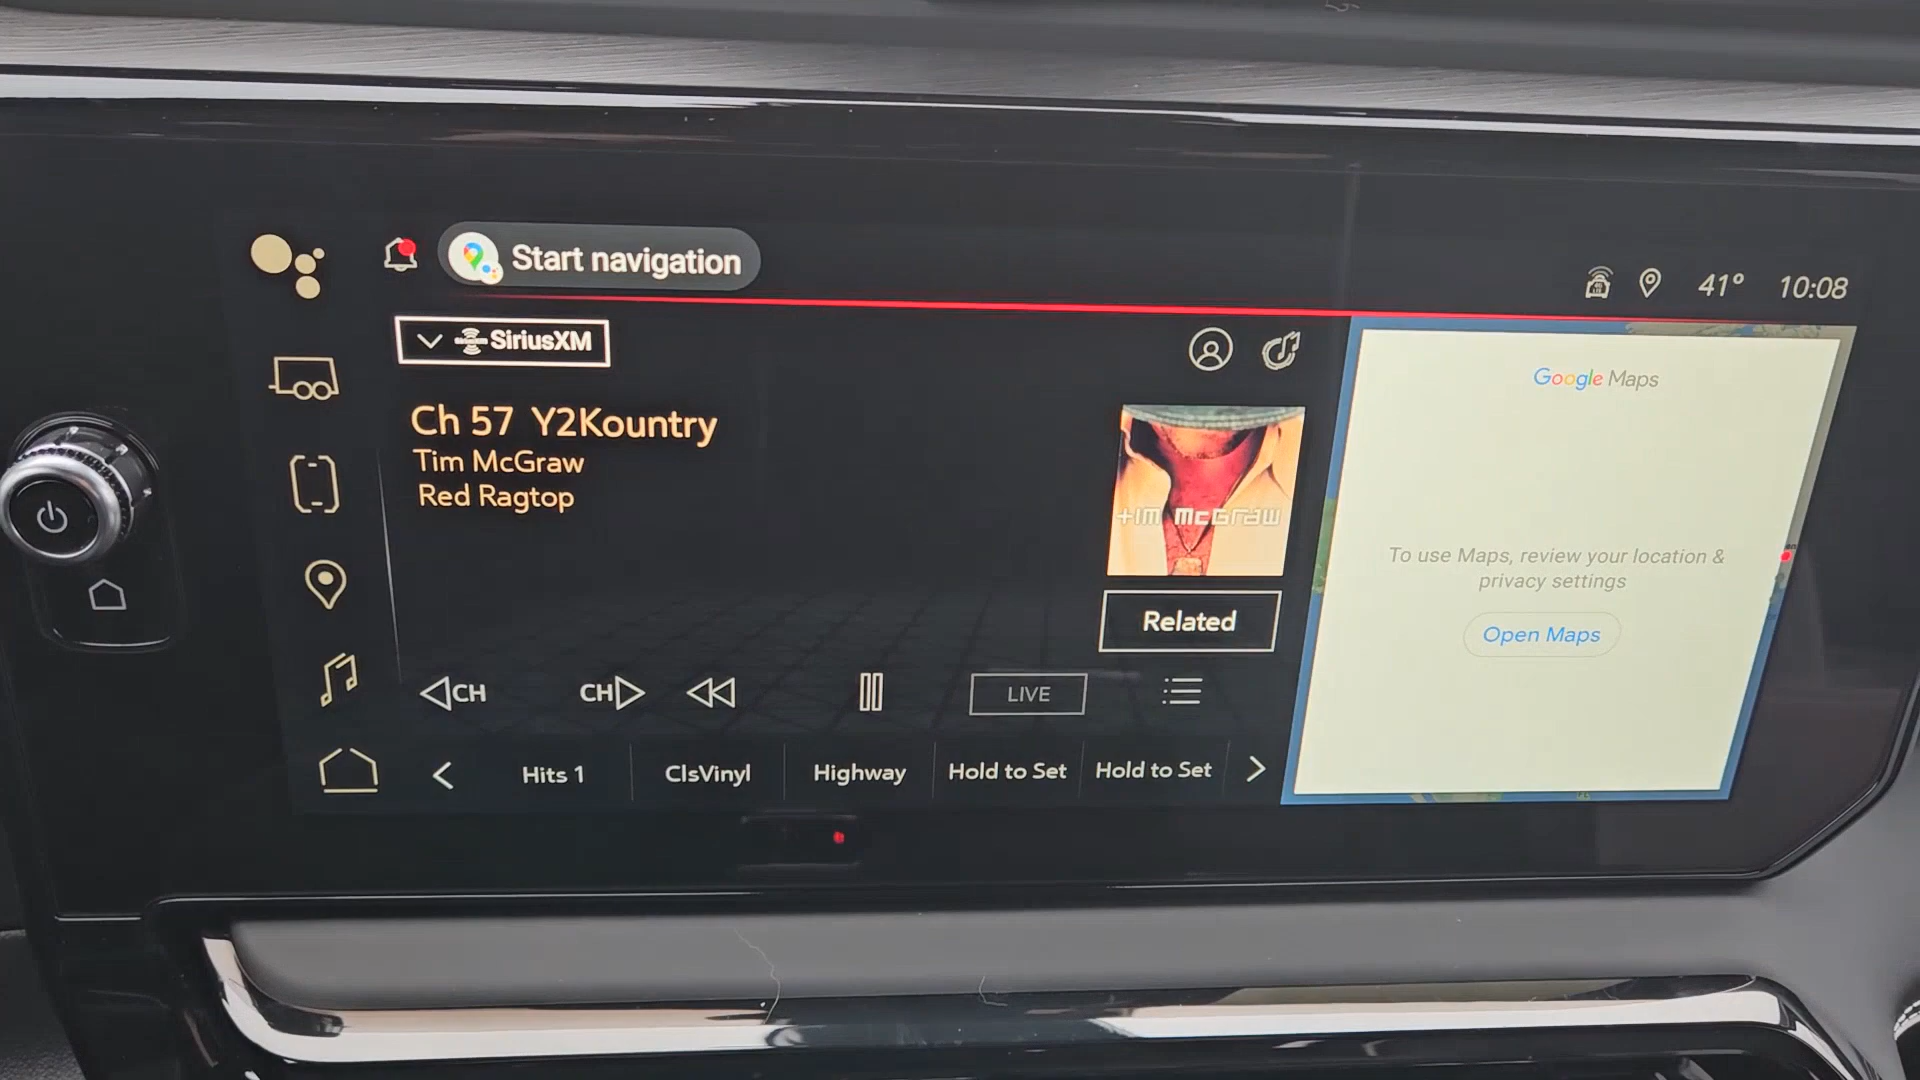 Start navigation
41° 10:08
SiriusXM
Ch 57 Y2Kountry
Tim McGraw
Red Ragtop
+im mcGraw
Related
CH
CH
LIVE
Hits 1
ClsVinyl
Highway
Hold to Set
Hold to Set
Google Maps
To use Maps, review your location &
privacy settings
Open Maps